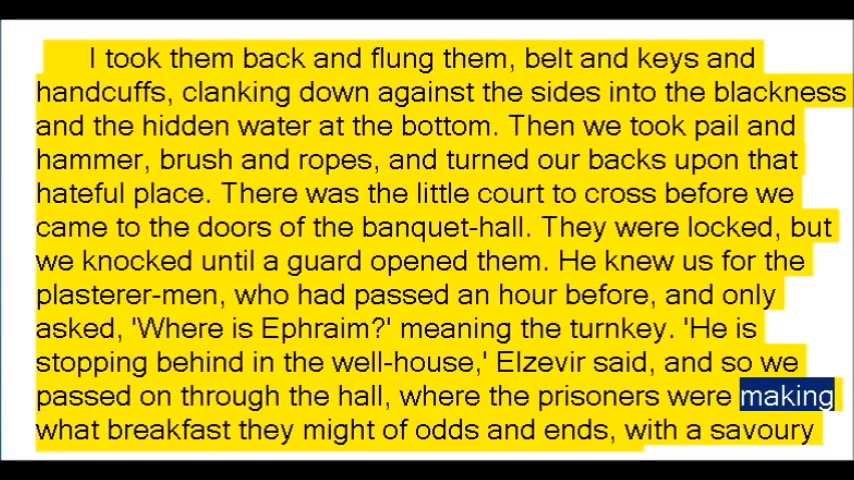 I took them back and flung them, belt and keys and
handcuffs, clanking down against the sides into the blackness
and the hidden water at the bottom. Then we took pail and
hammer, brush and ropes, and turned our backs upon that
hateful place. There was the little court to cross before we
came to the doors of the banquet-hall. They were locked, but
we knocked until a guard opened them. He knew us for the
plasterer-men, who had passed an hour before, and only
asked, 'Where is Ephraim?' meaning the turnkey. 'He is
stopping behind in the well-house,' Elzevir said, and so we
passed on through the hall, where the prisoners were making
what breakfast they might of odds and ends, with a savoury